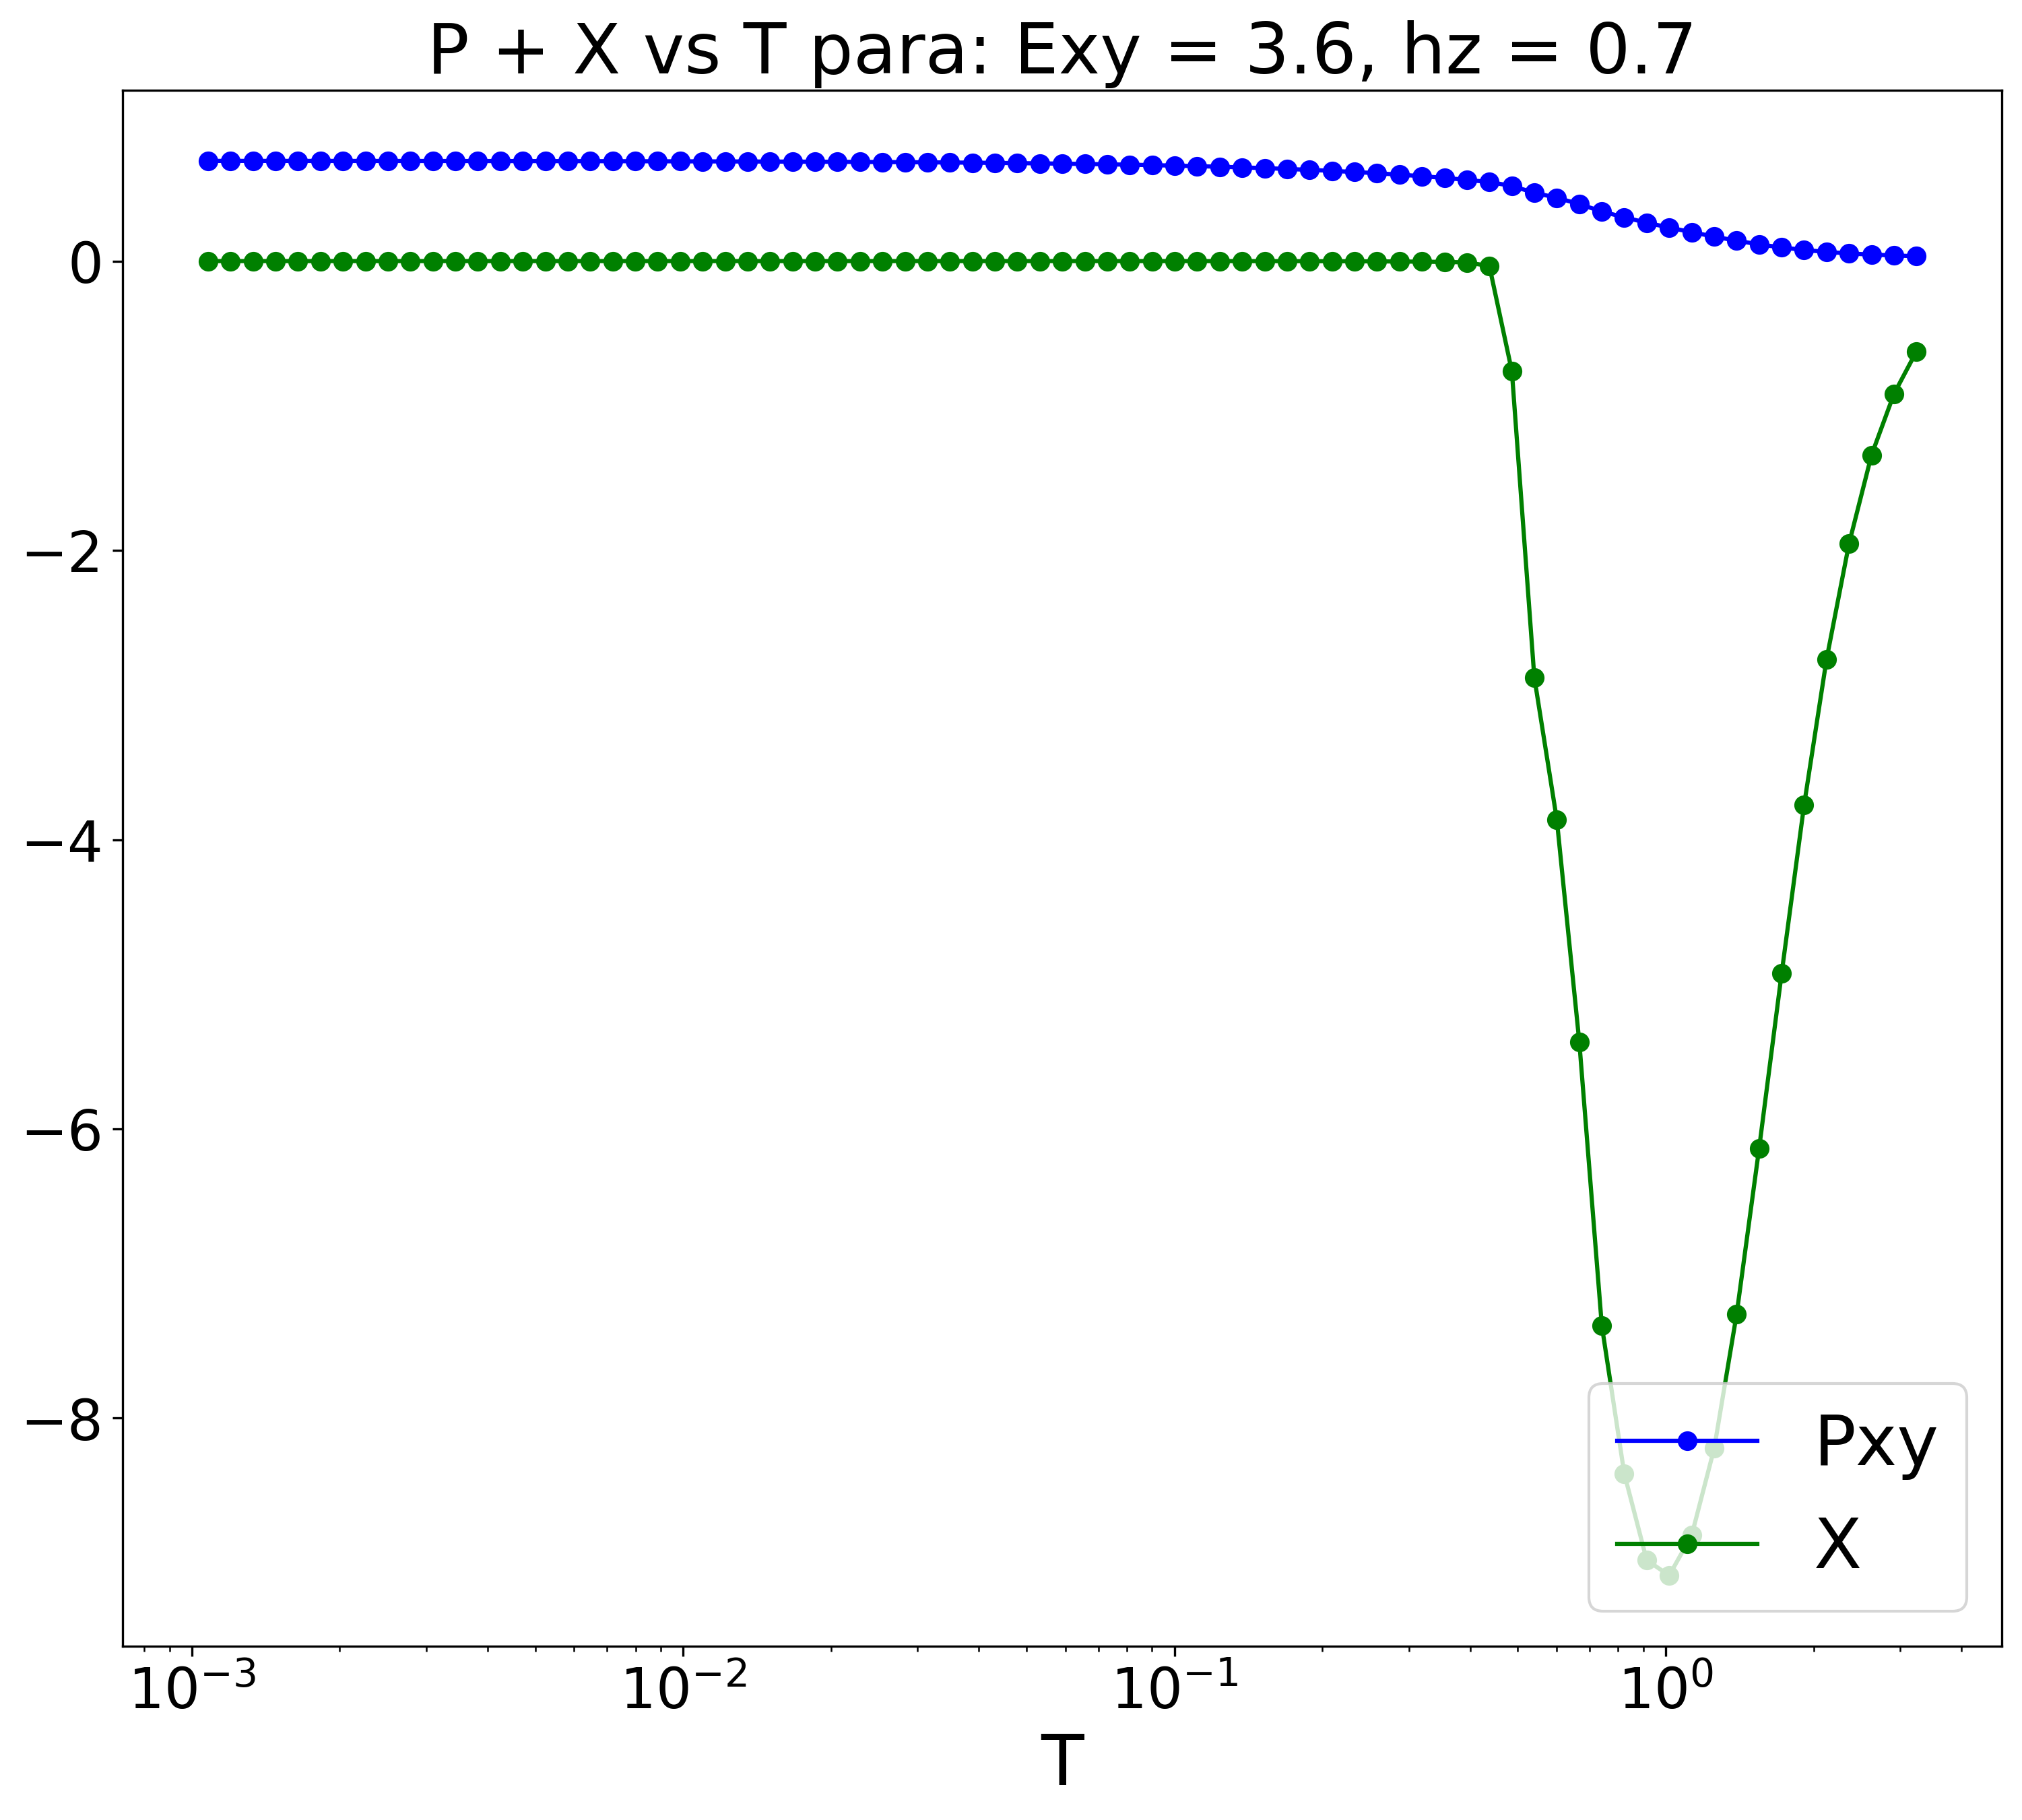 P + X vs T para: Exy = 3.6, hz = 0.7
0
−2
−4
−6
−8
Pxy
X
10⁻³ 10⁻² 10⁻¹ 10⁰
T